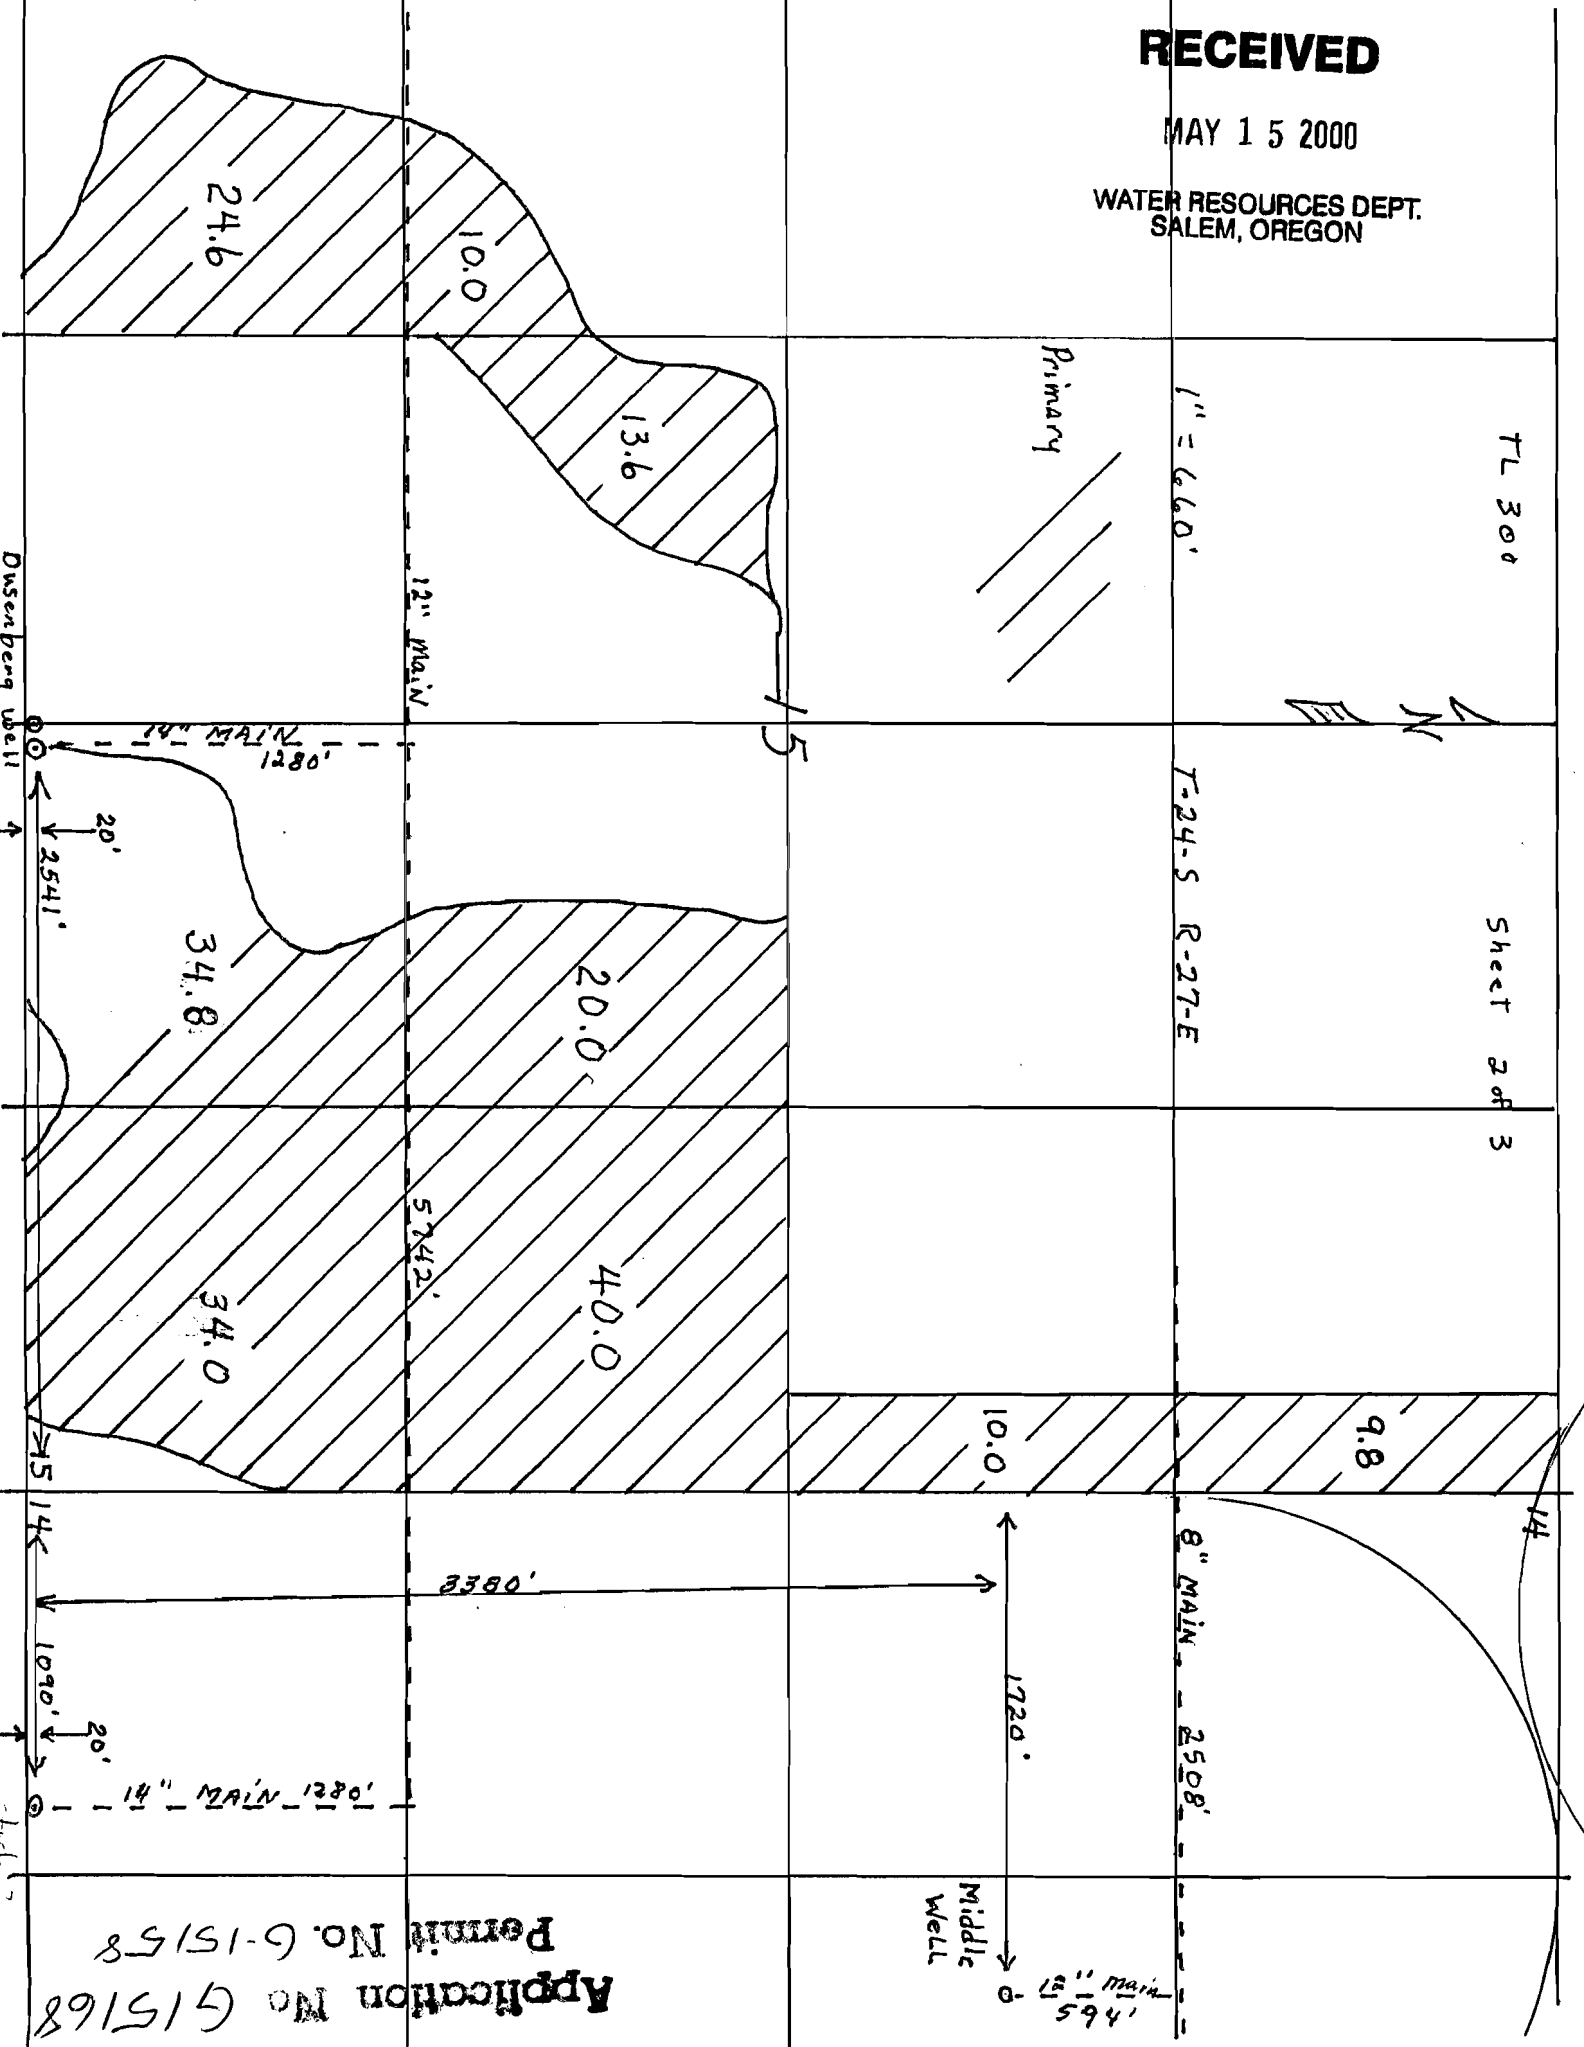 RECEIVED
MAY 15 2000
WATER RESOURCES DEPT.
SALEM, OREGON
TL 300
Sheet 2 of 3
1" = 660'
T-24-S R-27-E
Primary
N
24.6
10.0
13.6
12" Main
15
Dusenberg well
14" MAIN
1280'
20'
2541'
34.8
20.0
5742'
34.0
40.0
10.0
9.8
15 14
14
3380'
1720'
8" MAIN - 2508'
1090'
20'
14" MAIN 1280'
Middle
Well
12" main
594'
Application No G15168
Permit No. G-15158